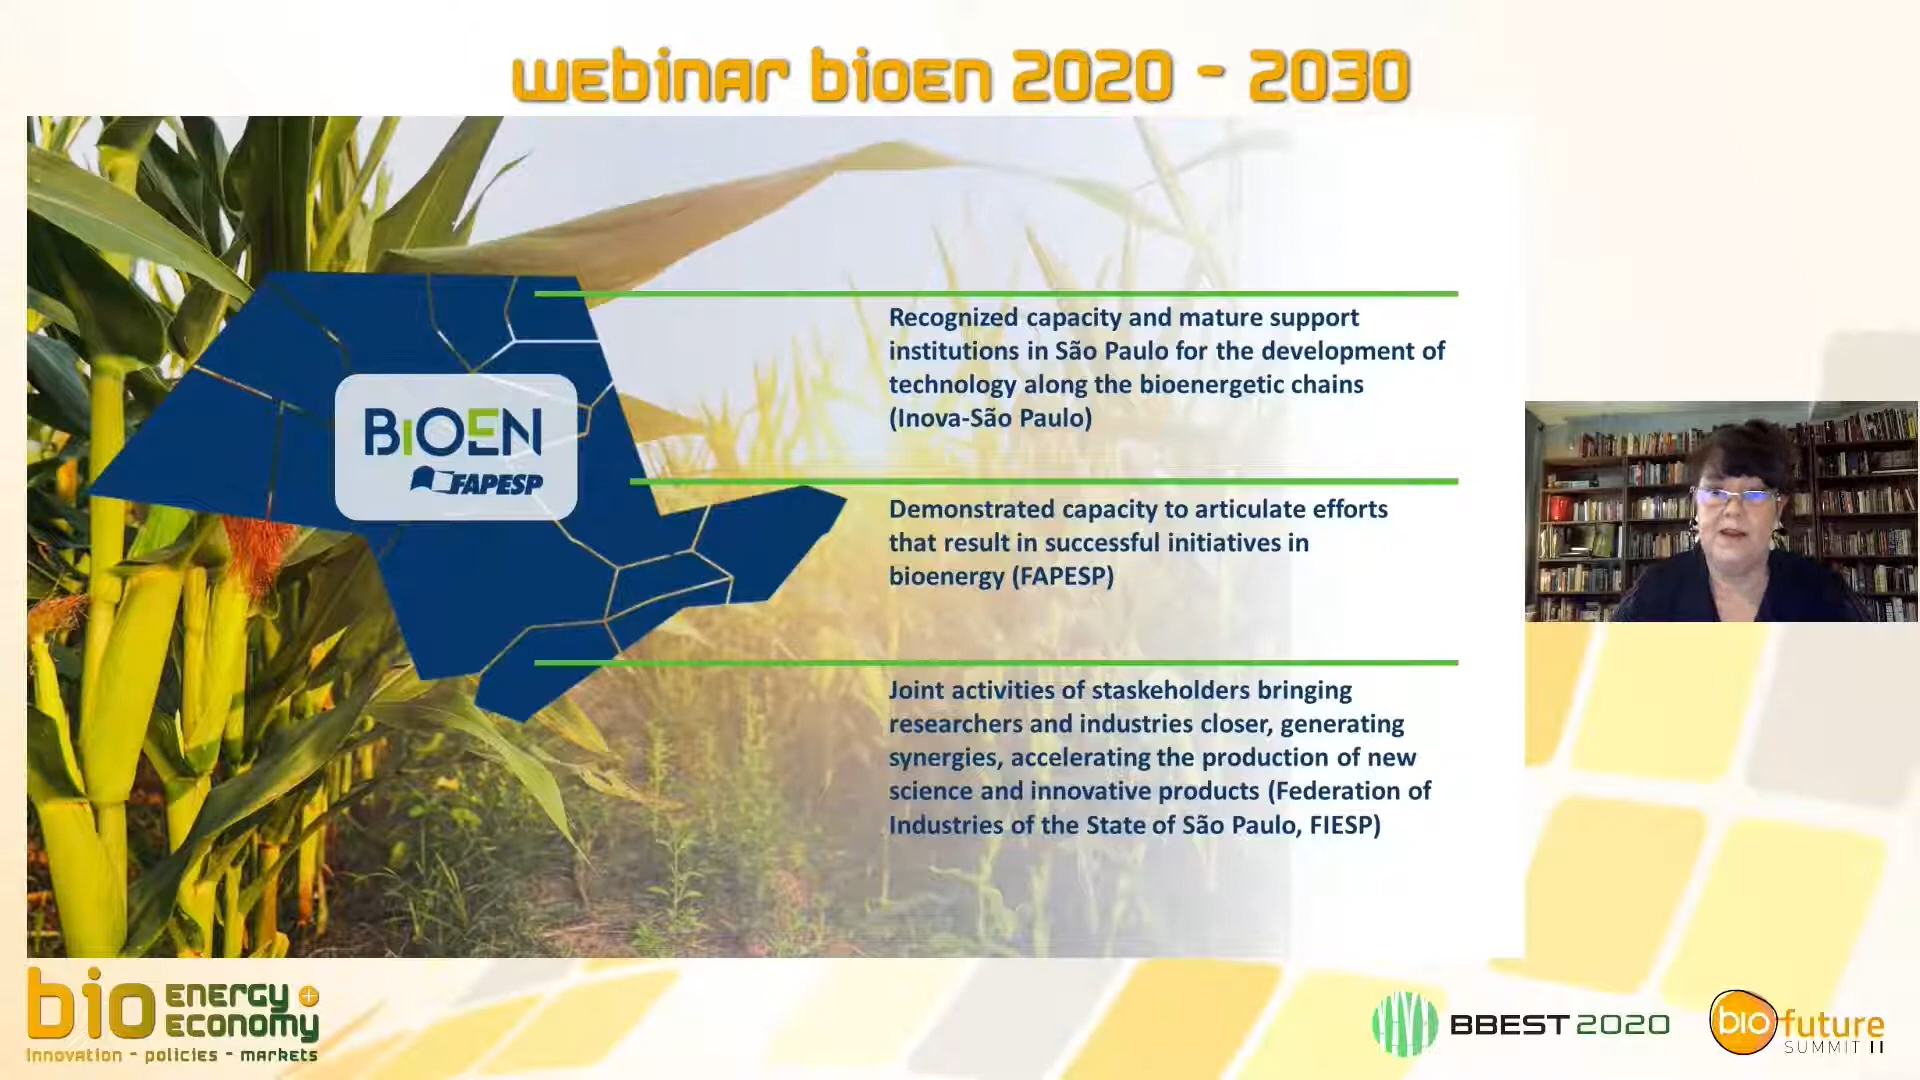 webinar bioen 2020 - 2030
BiOEN
FAPESP
Recognized capacity and mature support
institutions in São Paulo for the development of
technology along the bioenergetic chains
(Inova-São Paulo)
Demonstrated capacity to articulate efforts
that result in successful initiatives in
bioenergy (FAPESP)
Joint activities of staskeholders bringing
researchers and industries closer, generating
synergies, accelerating the production of new
science and innovative products (Federation of
Industries of the State of São Paulo, FIESP)
bio ENERGY +
ECONOMY
innovation - policies - markets
BBEST 2020
bio future
SUMMIT II